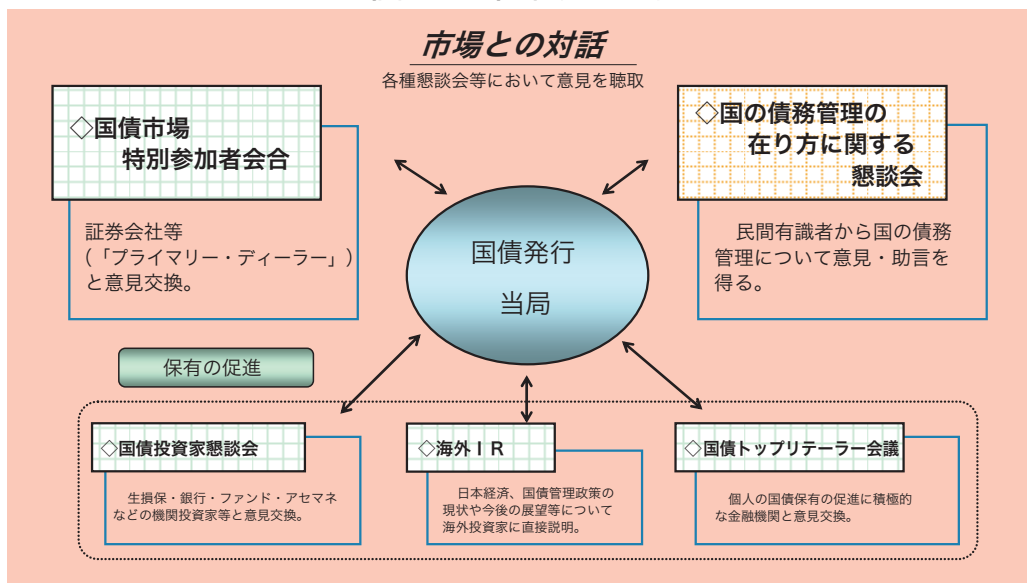 市場との対話
各種懇談会等において意見を聴取
◇国債市場
特別参加者会合
証券会社等
(「プライマリー・ディーラー」)
と意見交換。
◇国の債務管理の
在り方に関する
懇談会
民間有識者から国の債務
管理について意見・助言を
得る。
国債発行
当局
保有の促進
◇国債投資家懇談会
生損保・銀行・ファンド・アセマネ
などの機関投資家等と意見交換。
◇海外ＩＲ
日本経済、国債管理政策の
現状や今後の展望等について
海外投資家に直接説明。
◇国債トップリテーラー会議
個人の国債保有の促進に積極的
な金融機関と意見交換。